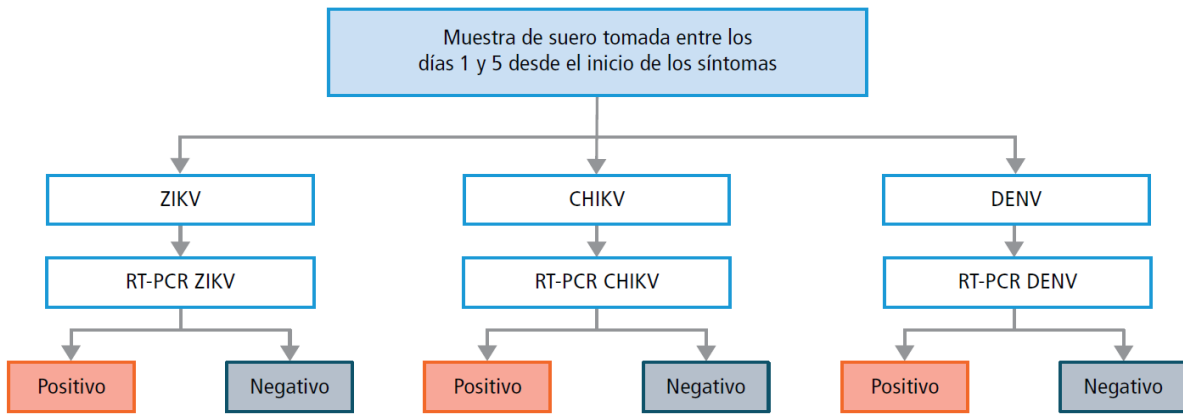 Muestra de suero tomada entre los
días 1 y 5 desde el inicio de los síntomas
ZIKV
CHIKV
DENV
RT-PCR ZIKV
RT-PCR CHIKV
RT-PCR DENV
Positivo
Negativo
Positivo
Negativo
Positivo
Negativo